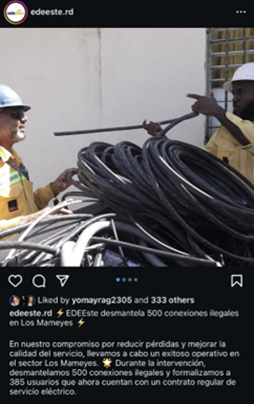 edeeste.rd
Liked by yomayrag2305 and 333 others
edeeste.rd ⚡ EDEEste desmantela 500 conexiones ilegales
en Los Mameyes ⚡
En nuestro compromiso por reducir pérdidas y mejorar la
calidad del servicio, llevamos a cabo un exitoso operativo en
el sector Los Mameyes. 🌟 Durante la intervención,
desmantelamos 500 conexiones ilegales y formalizamos a
385 usuarios que ahora cuentan con un contrato regular de
servicio eléctrico.